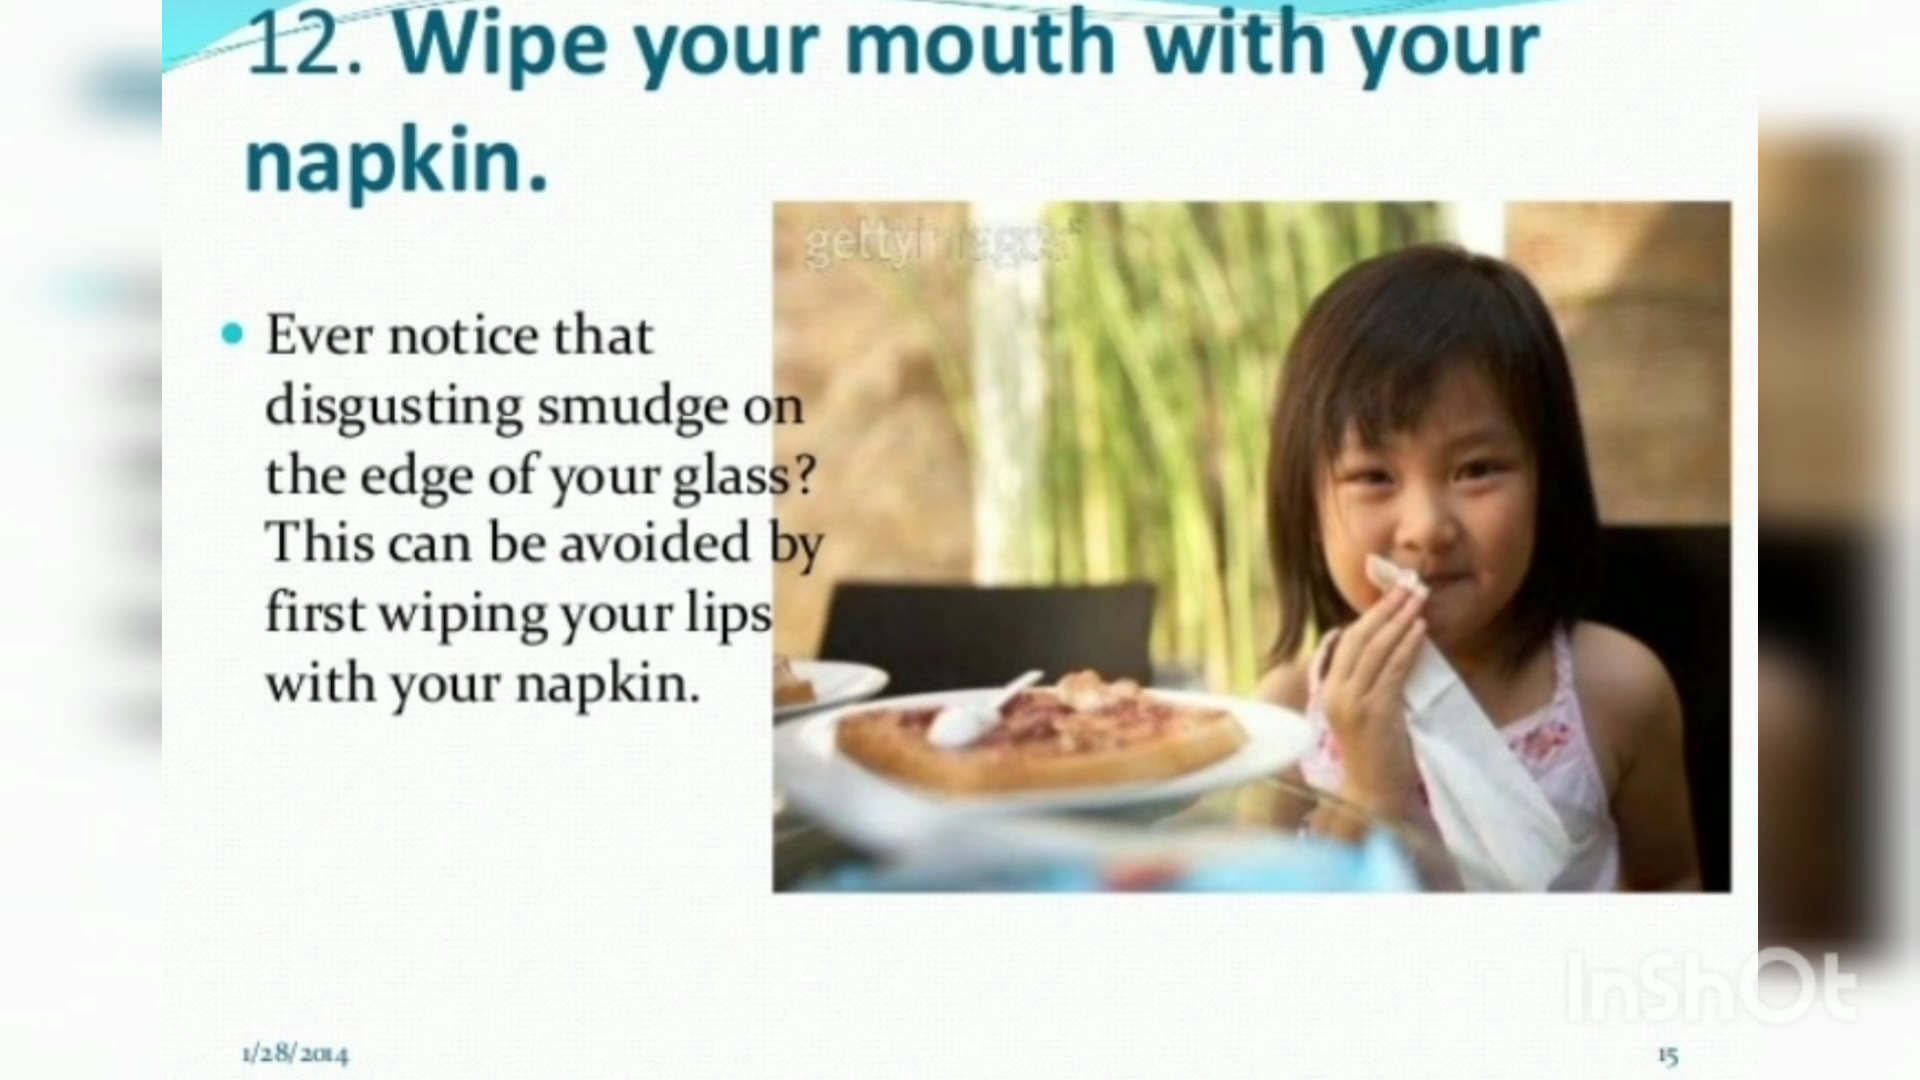 12. Wipe your mouth with your
napkin.
gettyimages
Ever notice that
disgusting smudge on
the edge of your glass?
This can be avoided by
first wiping your lips
with your napkin.
InShOt
1/28/2014
15